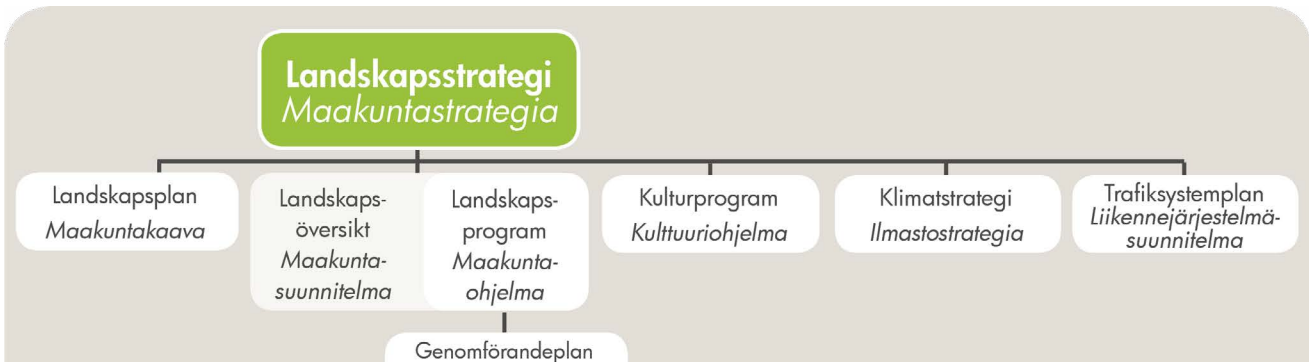 Landskapsstrategi
Maakuntastrategia
Landskapsplan
Maakuntakaava
Landskaps-
översikt
Maakunta-
suunnitelma
Landskaps-
program
Maakunta-
ohjelma
Kulturprogram
Kulttuuriohjelma
Klimatstrategi
Ilmastostrategia
Trafiksystemplan
Liikennejärjestelmä-
suunnitelma
Genomförandeplan